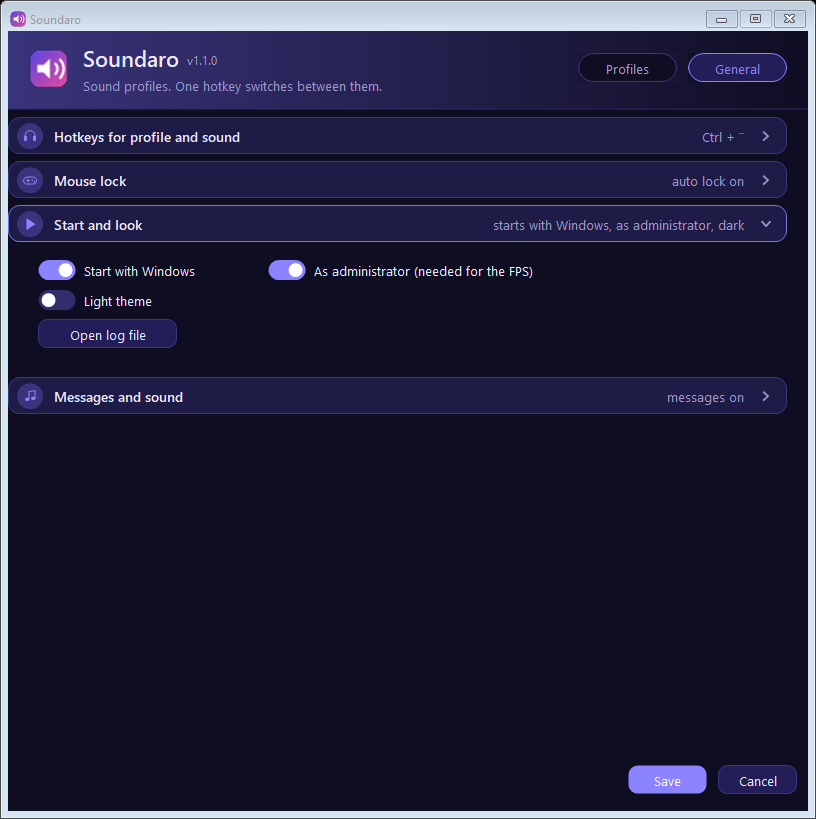 Soundaro
Soundaro v1.1.0
Sound profiles. One hotkey switches between them.
Profiles
General
Hotkeys for profile and sound Ctrl + ¨
Mouse lock auto lock on
Start and look starts with Windows, as administrator, dark
Start with Windows As administrator (needed for the FPS)
Light theme
Open log file
Messages and sound messages on
Save Cancel